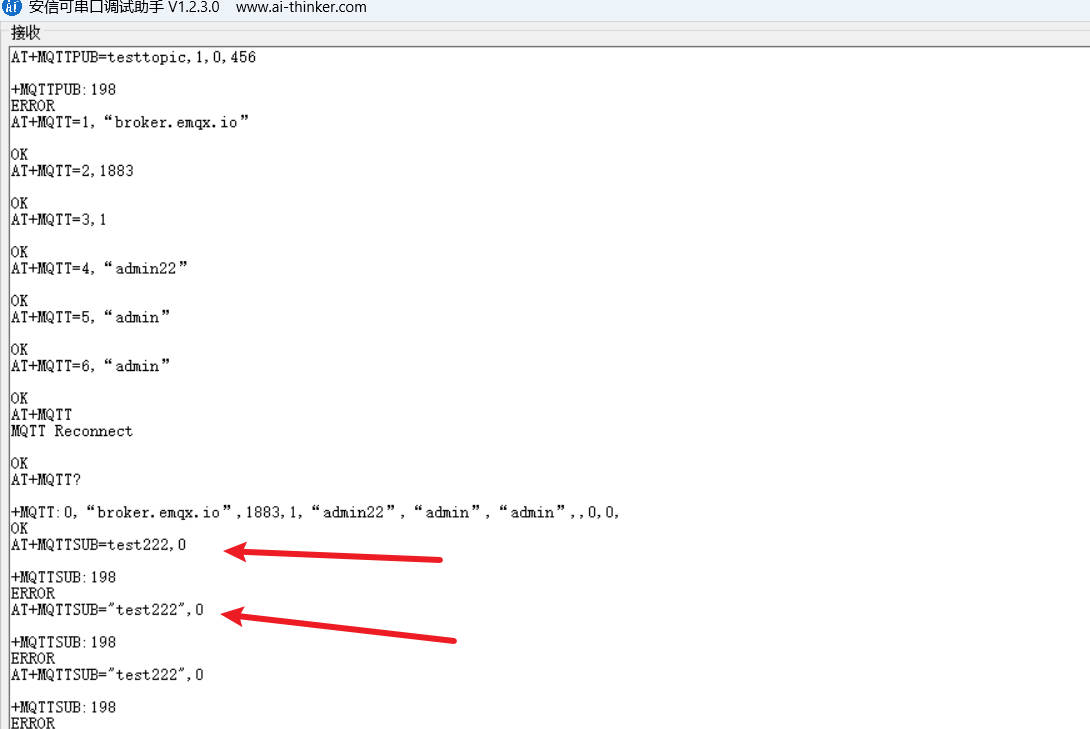 安信可串口调试助手 V1.2.3.0 www.ai-thinker.com
接收
AT+MQTTPUB=testtopic,1,0,456
+MQTTPUB:198
ERROR
AT+MQTT=1,“broker.emqx.io”
OK
AT+MQTT=2,1883
OK
AT+MQTT=3,1
OK
AT+MQTT=4,“admin22”
OK
AT+MQTT=5,“admin”
OK
AT+MQTT=6,“admin”
OK
AT+MQTT
MQTT Reconnect
OK
AT+MQTT?
+MQTT:0,“broker.emqx.io”,1883,1,“admin22”,“admin”,“admin”,,0,0,
OK
AT+MQTTSUB=test222,0
+MQTTSUB:198
ERROR
AT+MQTTSUB="test222",0
+MQTTSUB:198
ERROR
AT+MQTTSUB="test222",0
+MQTTSUB:198
ERROR